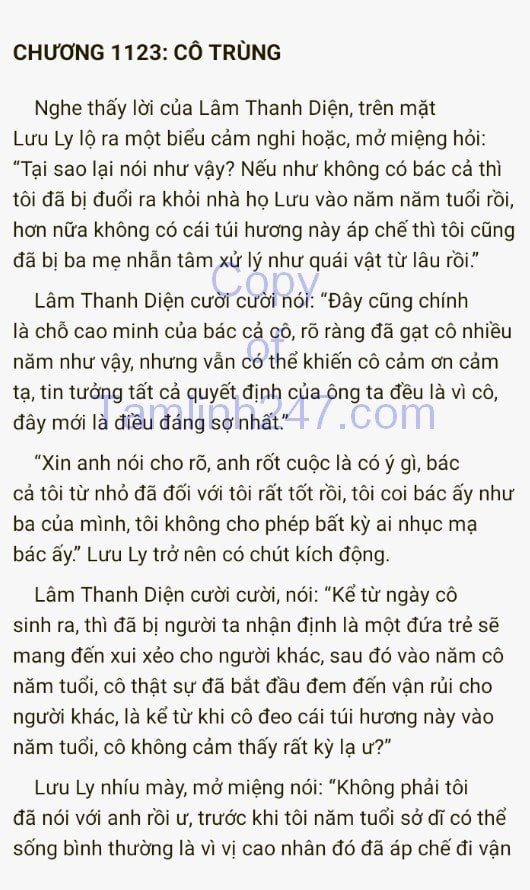 CHƯƠNG 1123: CÔ TRÙNG
Nghe thấy lời của Lâm Thanh Diện, trên mặt
Lưu Ly lộ ra một biểu cảm nghi hoặc, mở miệng hỏi:
“Tại sao lại nói như vậy? Nếu như không có bác cả thì
tôi đã bị đuổi ra khỏi nhà họ Lưu vào năm năm tuổi rồi,
hơn nữa không có cái túi hương này áp chế thì tôi cũng
đã bị ba mẹ nhẫn tâm xử lý như quái vật từ lâu rồi.”
Lâm Thanh Diện cười cười nói: “Đây cũng chính
là chỗ cao minh của bác cả cô, rõ ràng đã gạt cô nhiều
năm như vậy, nhưng vẫn có thể khiến cô cảm ơn cảm
tạ, tin tưởng tất cả quyết định của ông ta đều là vì cô,
đây mới là điều đáng sợ nhất.”
“Xin anh nói cho rõ, anh rốt cuộc là có ý gì, bác
cả tôi từ nhỏ đã đối với tôi rất tốt rồi, tôi coi bác ấy như
ba của mình, tôi không cho phép bất kỳ ai nhục mạ
bác ấy.” Lưu Ly trở nên có chút kích động.
Lâm Thanh Diện cười cười, nói: “Kể từ ngày cô
sinh ra, thì đã bị người ta nhận định là một đứa trẻ sẽ
mang đến xui xẻo cho người khác, sau đó vào năm cô
năm tuổi, cô thật sự đã bắt đầu đem đến vận rủi cho
người khác, là kể từ khi cô đeo cái túi hương này vào
năm tuổi, cô không cảm thấy rất kỳ lạ ư?”
Lưu Ly nhíu mày, mở miệng nói: “Không phải tôi
đã nói với anh rồi ư, trước khi tôi năm tuổi sở dĩ có thể
sống bình thường là vì vị cao nhân đó đã áp chế đi vận
Copy
of
Tamlinh247.com